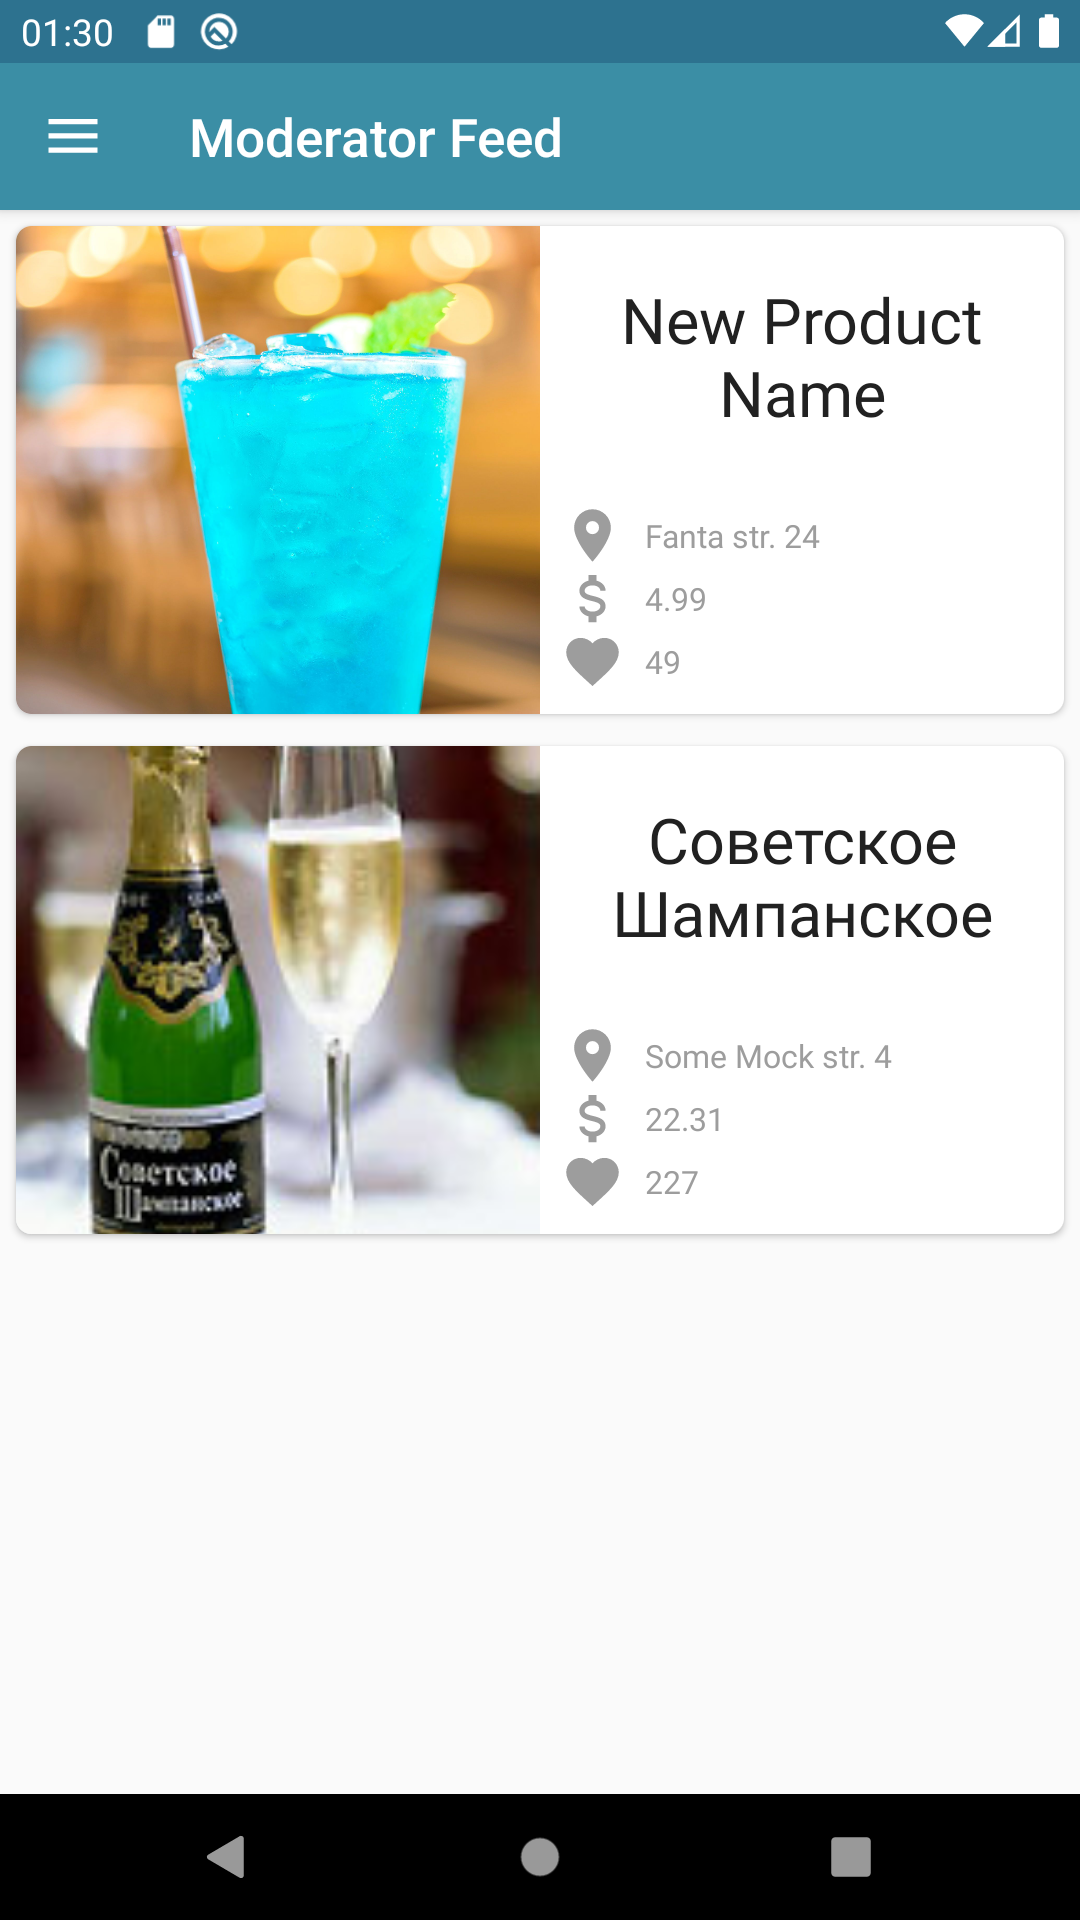 01:30
Moderator Feed
New Product
Name
Fanta str. 24
4.99
49
Советское
Шампанское
Some Mock str. 4
22.31
227
Советское
Шампанское